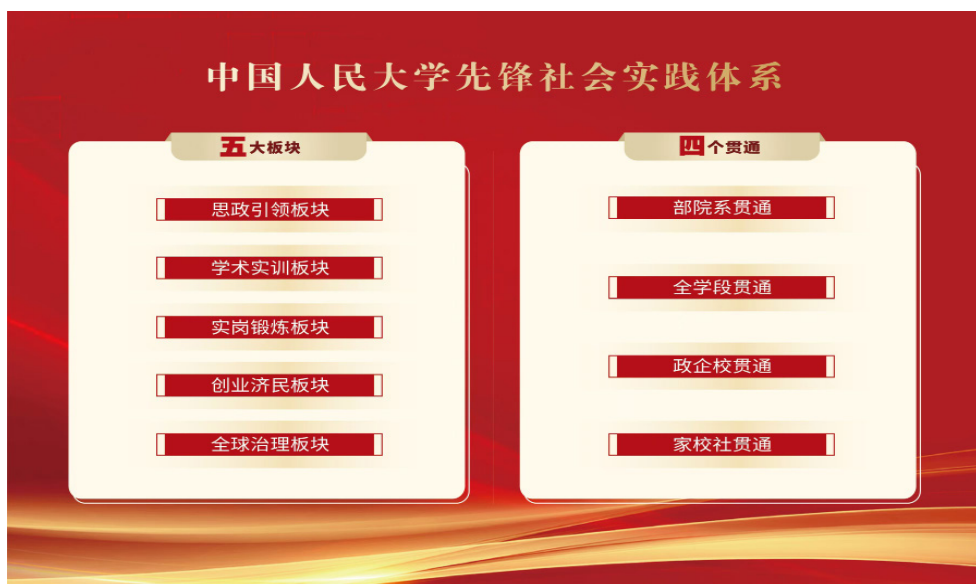 中国人民大学先锋社会实践体系
五大板块
思政引领板块
学术实训板块
实岗锻炼板块
创业济民板块
全球治理板块
四个贯通
部院系贯通
全学段贯通
政企校贯通
家校社贯通